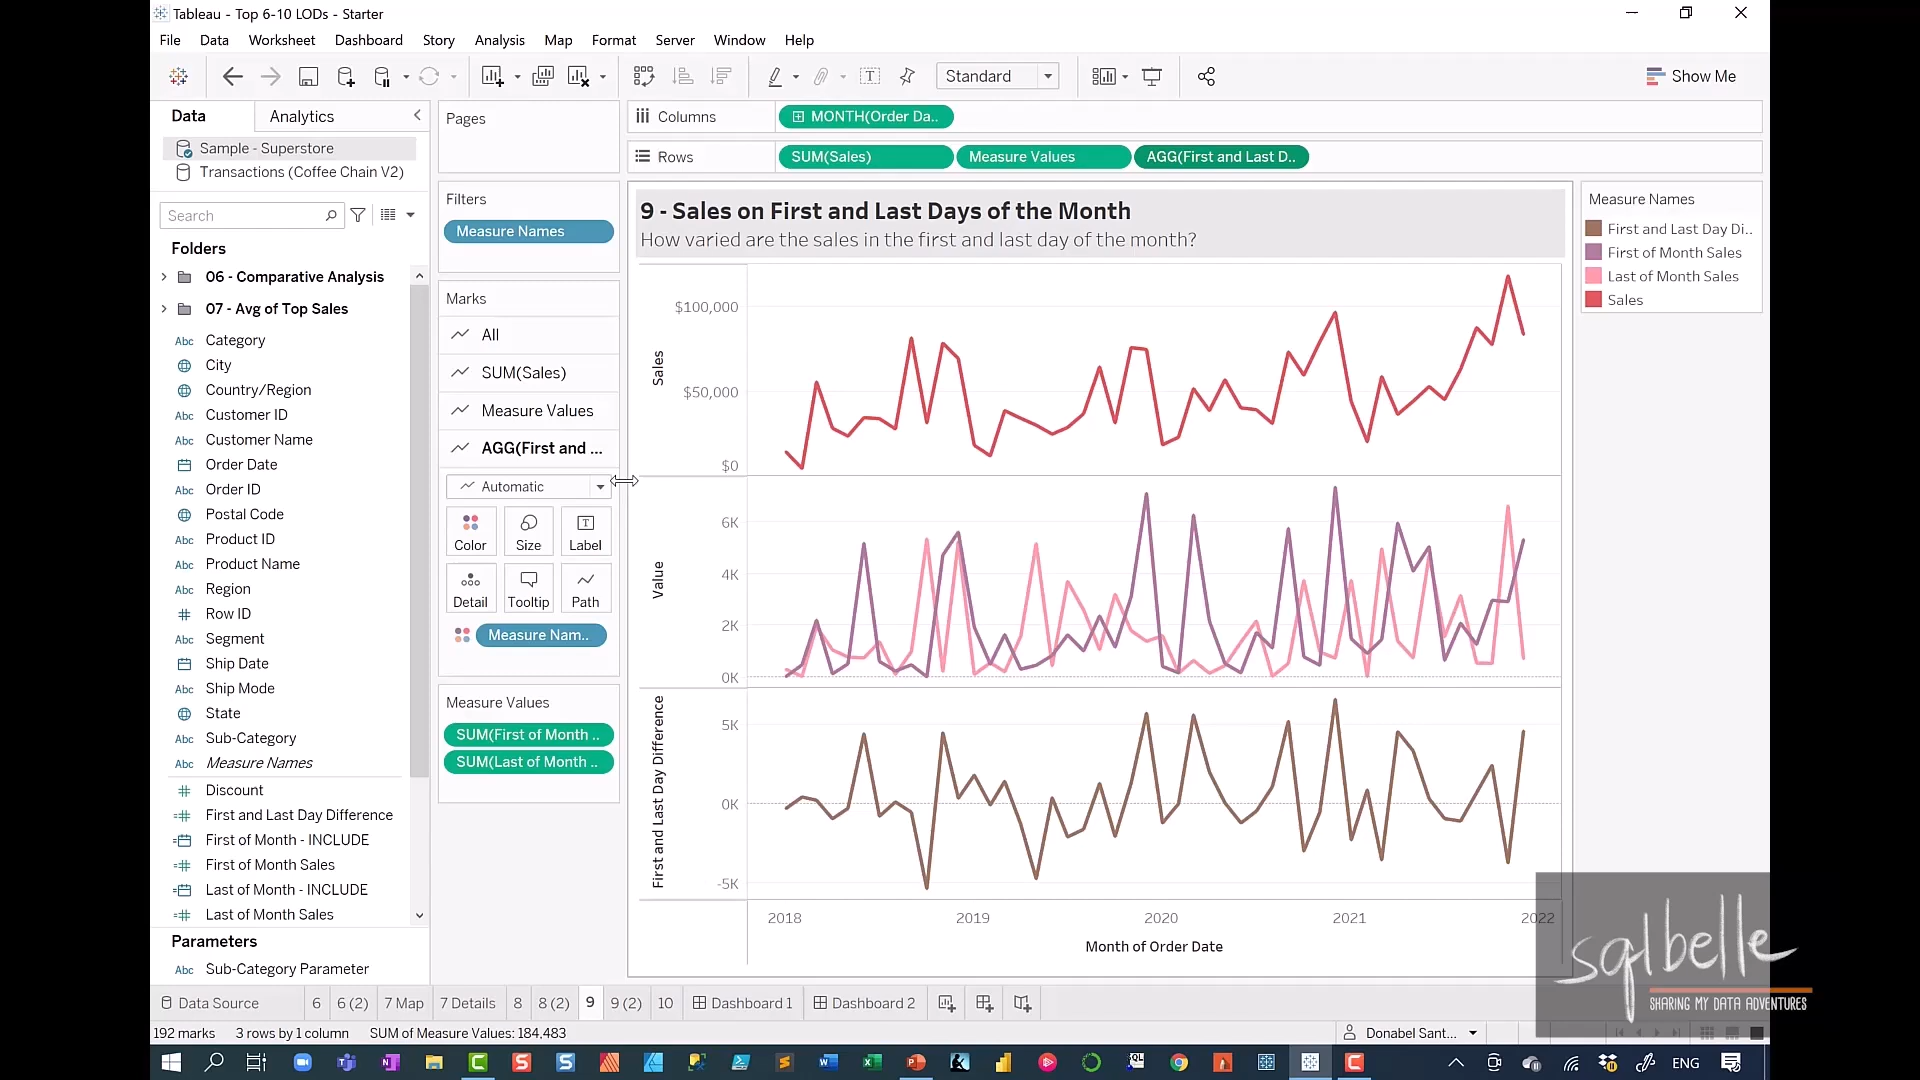 Tableau - Top 6-10 LODs - Starter
File Data Worksheet Dashboard Story Analysis Map Format Server Window Help
Standard
Show Me
Data Analytics
Sample - Superstore
Transactions (Coffee Chain V2)
Search
Folders
06 - Comparative Analysis
07 - Avg of Top Sales
Abc Category
City
Country/Region
Abc Customer ID
Abc Customer Name
Order Date
Abc Order ID
Postal Code
Abc Product ID
Abc Product Name
Abc Region
Row ID
Abc Segment
Ship Date
Abc Ship Mode
State
Abc Sub-Category
Abc Measure Names
Discount
First and Last Day Difference
First of Month - INCLUDE
First of Month Sales
Last of Month - INCLUDE
Last of Month Sales
Parameters
Abc Sub-Category Parameter
Pages
Filters
Measure Names
Marks
All
SUM(Sales)
Measure Values
AGG(First and ...
Automatic
Color Size Label
Detail Tooltip Path
Measure Nam..
Measure Values
SUM(First of Month ..
SUM(Last of Month ..
Columns MONTH(Order Da..
Rows SUM(Sales) Measure Values AGG(First and Last D..
9 - Sales on First and Last Days of the Month
How varied are the sales in the first and last day of the month?
Sales
$100,000
$50,000
$0
Value
6K
4K
2K
0K
First and Last Day Difference
5K
0K
-5K
2018 2019 2020 2021 2022
Month of Order Date
Measure Names
First and Last Day Di..
First of Month Sales
Last of Month Sales
Sales
sqlbelle
SHARING MY DATA ADVENTURES
Data Source 6 6 (2) 7 Map 7 Details 8 8 (2) 9 9 (2) 10 Dashboard 1 Dashboard 2
192 marks 3 rows by 1 column SUM of Measure Values: 184,483
Donabel Sant...
ENG